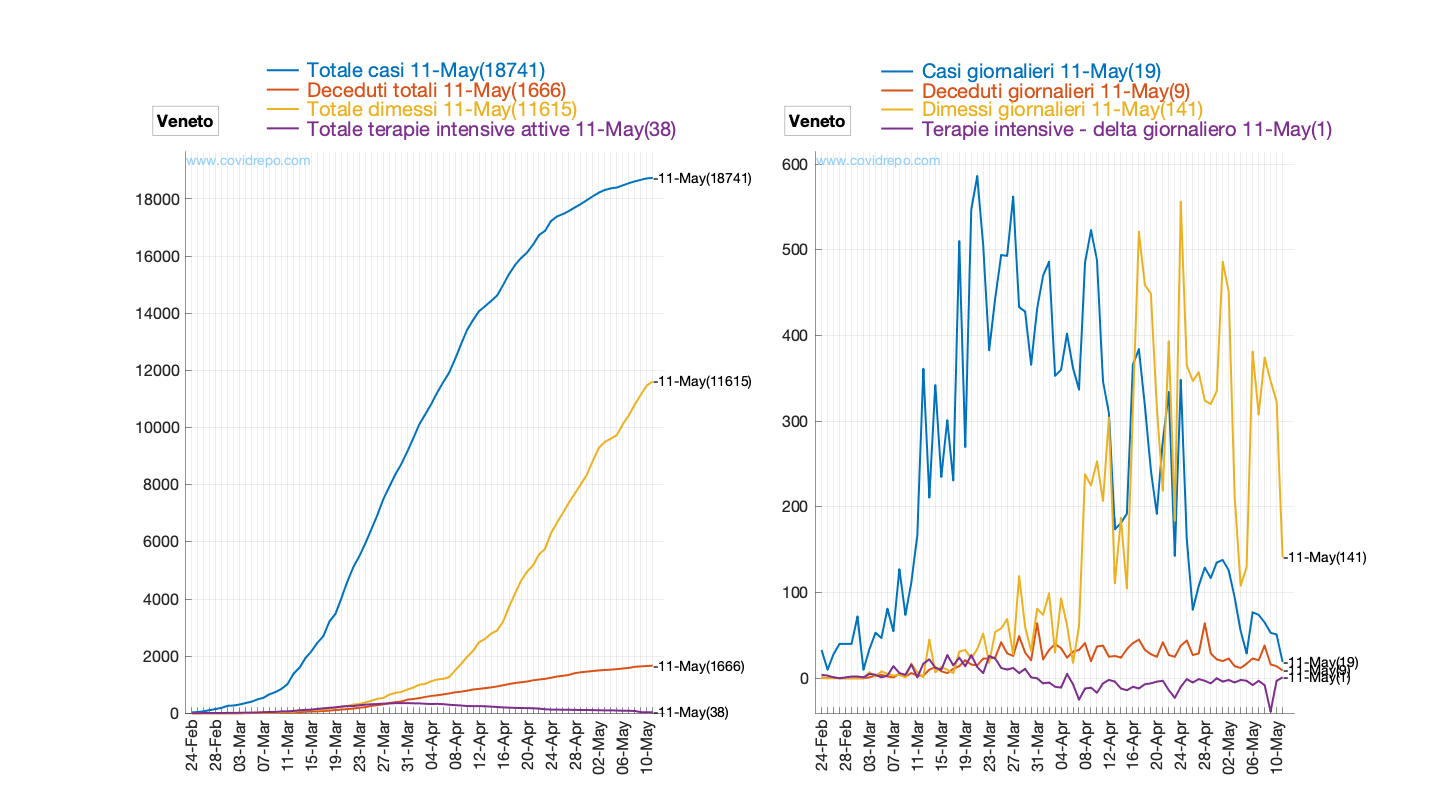 Totale casi 11-May(18741)
Deceduti totali 11-May(1666)
Totale dimessi 11-May(11615)
Totale terapie intensive attive 11-May(38)
Veneto
www.covidrepo.com
18000
16000
14000
12000
10000
8000
6000
4000
2000
0
-11-May(18741)
-11-May(11615)
-11-May(1666)
-11-May(38)
24-Feb
28-Feb
03-Mar
07-Mar
11-Mar
15-Mar
19-Mar
23-Mar
27-Mar
31-Mar
04-Apr
08-Apr
12-Apr
16-Apr
20-Apr
24-Apr
28-Apr
02-May
06-May
10-May
Casi giornalieri 11-May(19)
Deceduti giornalieri 11-May(9)
Dimessi giornalieri 11-May(141)
Terapie intensive - delta giornaliero 11-May(1)
Veneto
www.covidrepo.com
600
500
400
300
200
100
0
-11-May(141)
-11-May(19)
-11-May(9)
-11-May(1)
24-Feb
28-Feb
03-Mar
07-Mar
11-Mar
15-Mar
19-Mar
23-Mar
27-Mar
31-Mar
04-Apr
08-Apr
12-Apr
16-Apr
20-Apr
24-Apr
28-Apr
02-May
06-May
10-May